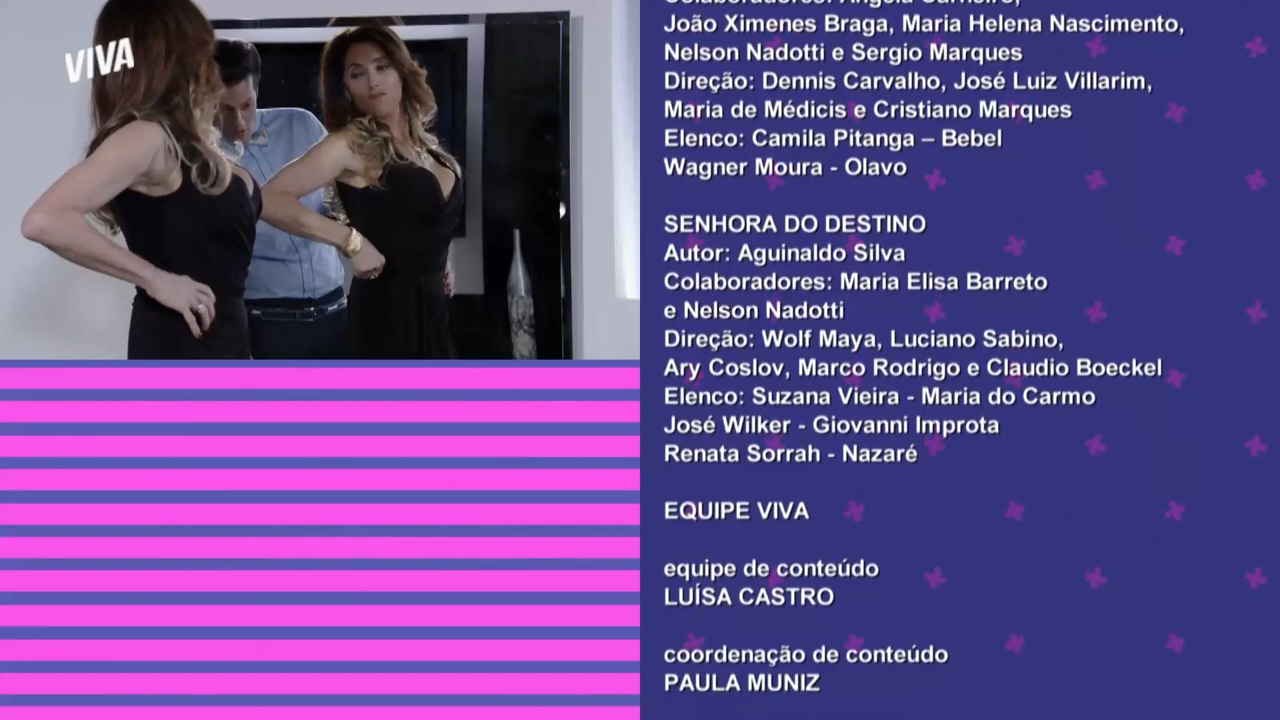 VIVA
Colaboradores: Angela Carneiro,
João Ximenes Braga, Maria Helena Nascimento,
Nelson Nadotti e Sergio Marques
Direção: Dennis Carvalho, José Luiz Villarim,
Maria de Médicis e Cristiano Marques
Elenco: Camila Pitanga – Bebel
Wagner Moura - Olavo
SENHORA DO DESTINO
Autor: Aguinaldo Silva
Colaboradores: Maria Elisa Barreto
e Nelson Nadotti
Direção: Wolf Maya, Luciano Sabino,
Ary Coslov, Marco Rodrigo e Claudio Boeckel
Elenco: Suzana Vieira - Maria do Carmo
José Wilker - Giovanni Improta
Renata Sorrah - Nazaré
EQUIPE VIVA
equipe de conteúdo
LUÍSA CASTRO
coordenação de conteúdo
PAULA MUNIZ